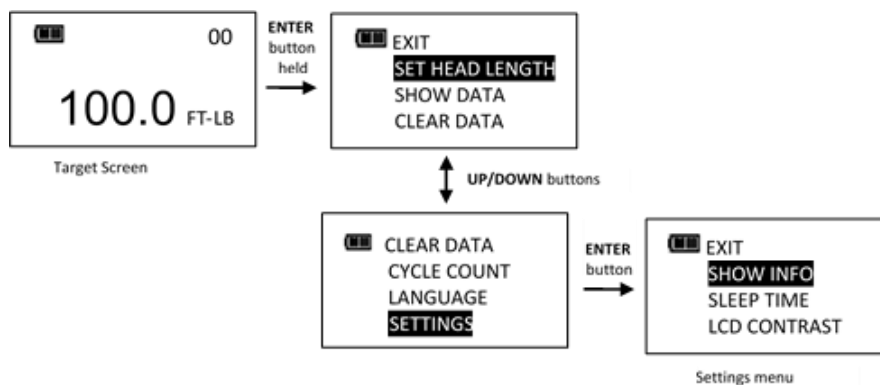 00
100.0 FT-LB
Target Screen
ENTER
button
held
EXIT
SET HEAD LENGTH
SHOW DATA
CLEAR DATA
UP/DOWN buttons
CLEAR DATA
CYCLE COUNT
LANGUAGE
SETTINGS
ENTER
button
EXIT
SHOW INFO
SLEEP TIME
LCD CONTRAST
Settings menu